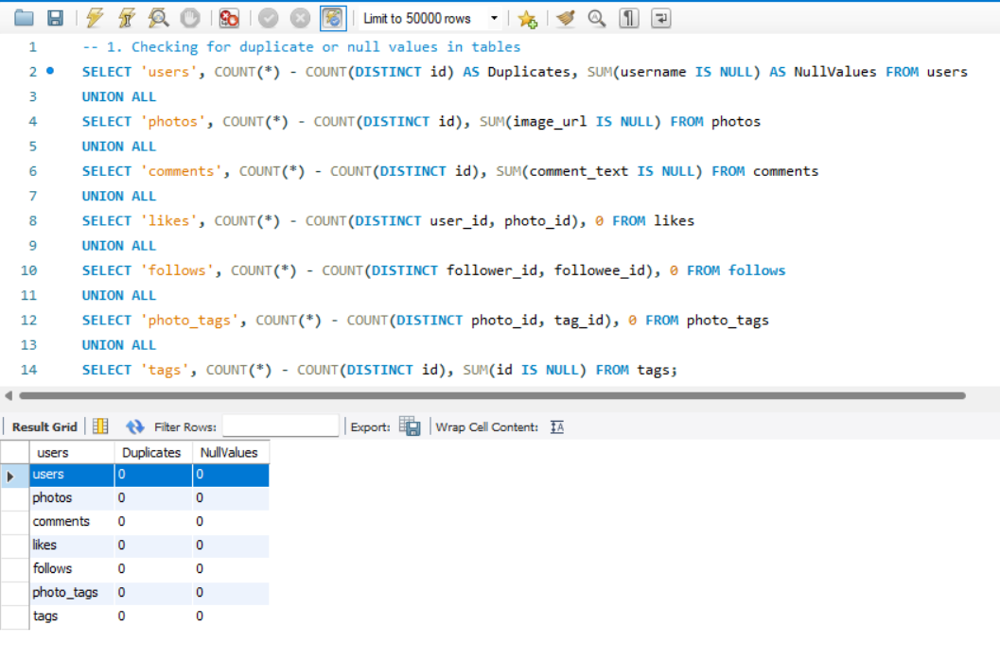 Limit to 50000 rows
1 -- 1. Checking for duplicate or null values in tables
2 SELECT 'users', COUNT(*) - COUNT(DISTINCT id) AS Duplicates, SUM(username IS NULL) AS NullValues FROM users
3 UNION ALL
4 SELECT 'photos', COUNT(*) - COUNT(DISTINCT id), SUM(image_url IS NULL) FROM photos
5 UNION ALL
6 SELECT 'comments', COUNT(*) - COUNT(DISTINCT id), SUM(comment_text IS NULL) FROM comments
7 UNION ALL
8 SELECT 'likes', COUNT(*) - COUNT(DISTINCT user_id, photo_id), 0 FROM likes
9 UNION ALL
10 SELECT 'follows', COUNT(*) - COUNT(DISTINCT follower_id, followee_id), 0 FROM follows
11 UNION ALL
12 SELECT 'photo_tags', COUNT(*) - COUNT(DISTINCT photo_id, tag_id), 0 FROM photo_tags
13 UNION ALL
14 SELECT 'tags', COUNT(*) - COUNT(DISTINCT id), SUM(id IS NULL) FROM tags;
Result Grid Filter Rows: Export: Wrap Cell Content: IA
users Duplicates NullValues
users 0 0
photos 0 0
comments 0 0
likes 0 0
follows 0 0
photo_tags 0 0
tags 0 0